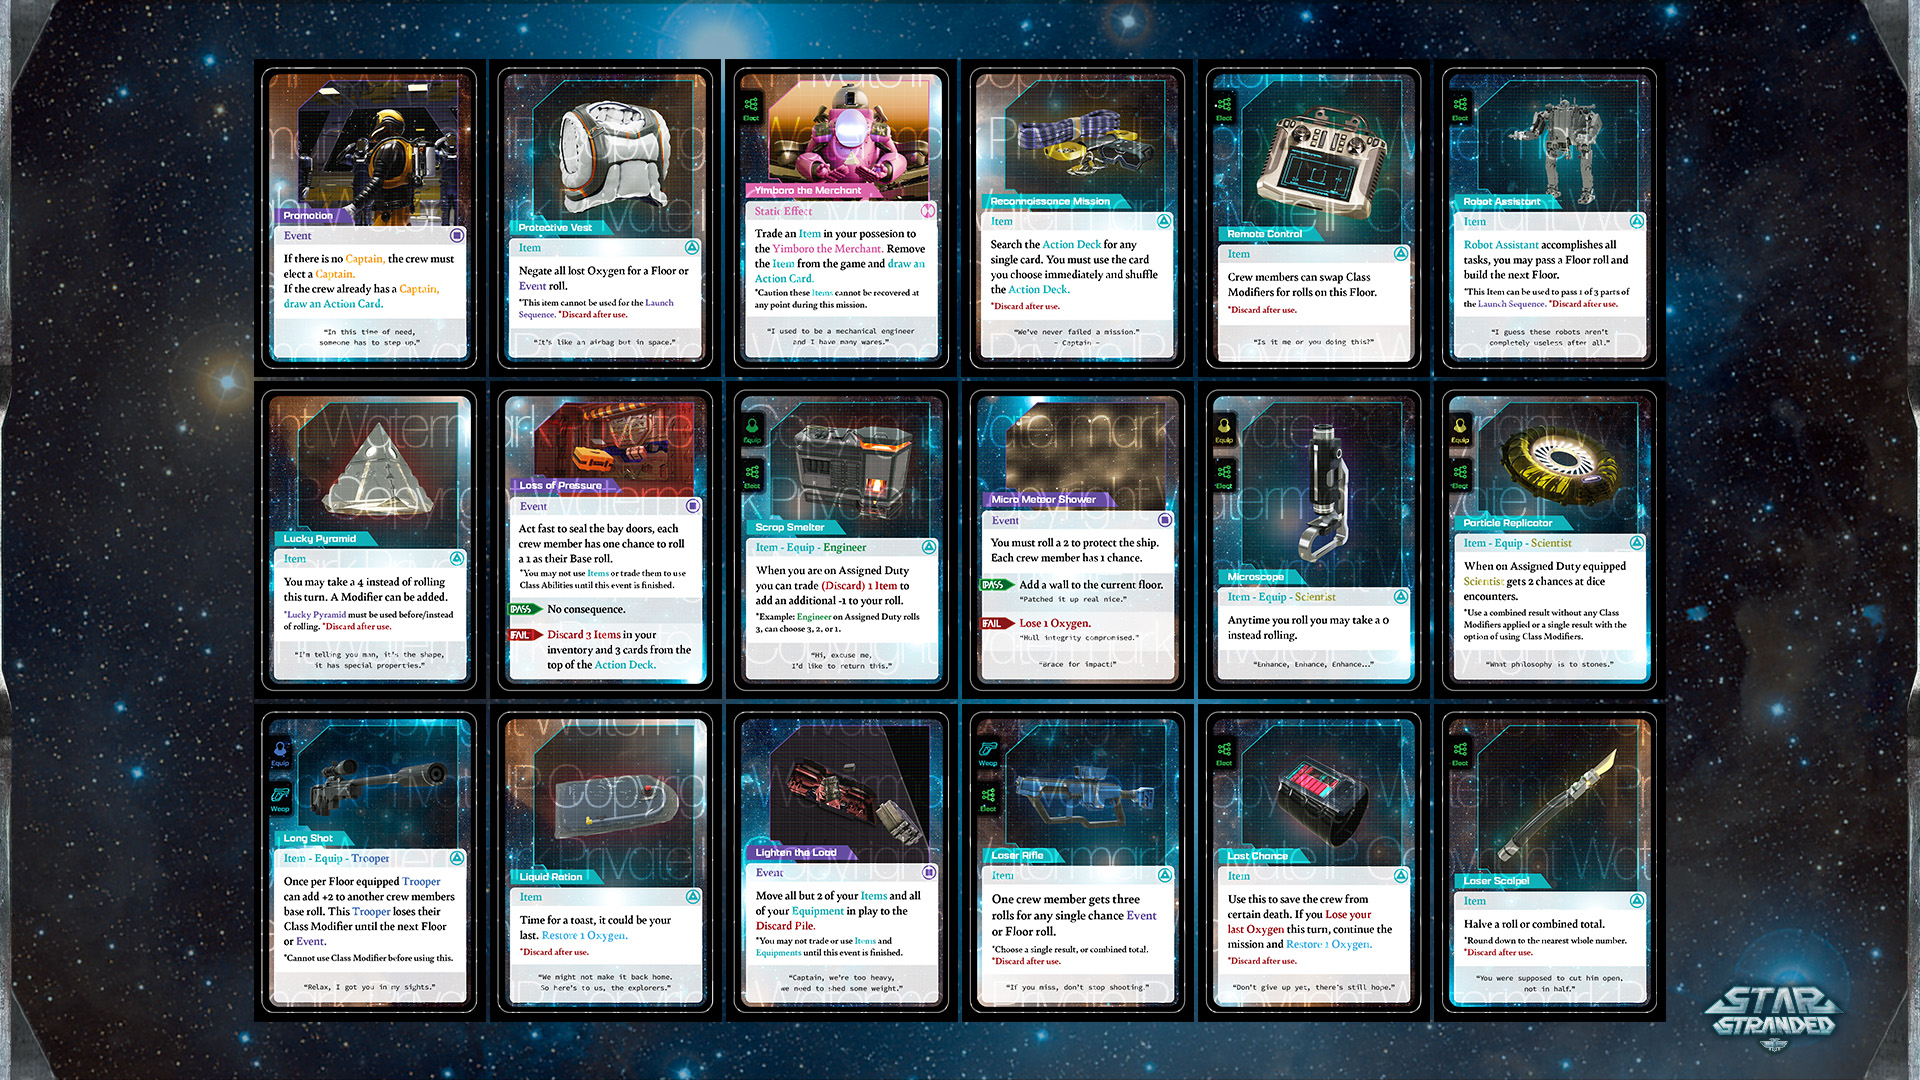 Promotion
Event
If there is no Captain, the crew must
elect a Captain.
If the crew already has a Captain,
draw an Action Card.
"In this time of need,
someone has to step up."
Protective Vest
Item
Negate all lost Oxygen for a Floor or
Event roll.
*This item cannot be used for the Launch
Sequence. *Discard after use.
"It's like an airbag but in space."
Elect
Yimboro the Merchant
Static Effect
Trade an Item in your possesion to
the Yimboro the Merchant. Remove
the Item from the game and draw an
Action Card.
*Caution these Items cannot be recovered at
any point during this mission.
"I used to be a mechanical engineer
and I have many wares."
Reconnaissance Mission
Item
Search the Action Deck for any
single card. You must use the card
you choose immediately and shuffle
the Action Deck.
*Discard after use.
"We've never failed a mission."
- Captain -
Elect
Remote Control
Item
Crew members can swap Class
Modifiers for rolls on this Floor.
*Discard after use.
"Is it me or you doing this?"
Elect
Robot Assistant
Item
Robot Assistant accomplishes all
tasks, you may pass a Floor roll and
build the next Floor.
*This Item can be used to pass 1 of 3 parts of
the Launch Sequence. *Discard after use.
"I guess these robots aren't
completely useless after all."
Lucky Pyramid
Item
You may take a 4 instead of rolling
this turn. A Modifier can be added.
*Lucky Pyramid must be used before/instead
of rolling. *Discard after use.
"I'm telling you man, it's the shape,
it has special properties."
Loss of Pressure
Event
Act fast to seal the bay doors, each
crew member has one chance to roll
a 1 as their Base roll.
*You may not use Items or trade them to use
Class Abilities until this event is finished.
PASS No consequence.
FAIL Discard 3 Items in your
inventory and 3 cards from the
top of the Action Deck.
Equip
Elect
Scrap Smelter
Item - Equip - Engineer
When you are on Assigned Duty
you can trade (Discard) 1 Item to
add an additional -1 to your roll.
*Example: Engineer on Assigned Duty rolls
3, can choose 3, 2, or 1.
"Hi, excuse me,
I'd like to return this."
Micro Meteor Shower
Event
You must roll a 2 to protect the ship.
Each crew member has 1 chance.
PASS Add a wall to the current floor.
"Patched it up real nice."
FAIL Lose 1 Oxygen.
"Hull integrity compromised."
"Brace for impact!"
Equip
Elect
Microscope
Item - Equip - Scientist
Anytime you roll you may take a 0
instead rolling.
"Enhance, Enhance, Enhance..."
Equip
Elect
Particle Replicator
Item - Equip - Scientist
When on Assigned Duty equipped
Scientist gets 2 chances at dice
encounters.
*Use a combined result without any Class
Modifiers applied or a single result with the
option of using Class Modifiers.
"What philosophy is to stones."
Equip
Weap
Long Shot
Item - Equip - Trooper
Once per Floor equipped Trooper
can add +2 to another crew members
base roll. This Trooper loses their
Class Modifier until the next Floor
or Event.
*Cannot use Class Modifier before using this.
"Relax, I got you in my sights."
Liquid Ration
Item
Time for a toast, it could be your
last. Restore 1 Oxygen.
*Discard after use.
"We might not make it back home.
So here's to us, the explorers."
Lighten the Load
Event
Move all but 2 of your Items and all
of your Equipment in play to the
Discard Pile.
*You may not trade or use Items and
Equipments until this event is finished.
"Captain, we're too heavy,
we need to shed some weight."
Weap
Elect
Laser Rifle
Item
One crew member gets three
rolls for any single chance Event
or Floor roll.
*Choose a single result, or combined total.
*Discard after use.
"If you miss, don't stop shooting."
Elect
Last Chance
Item
Use this to save the crew from
certain death. If you Lose your
last Oxygen this turn, continue the
mission and Restore 1 Oxygen.
*Discard after use.
"Don't give up yet, there's still hope."
Elect
Laser Scalpel
Item
Halve a roll or combined total.
*Round down to the nearest whole number.
*Discard after use.
"You were supposed to cut him open,
not in half."
STAR
STRANDED